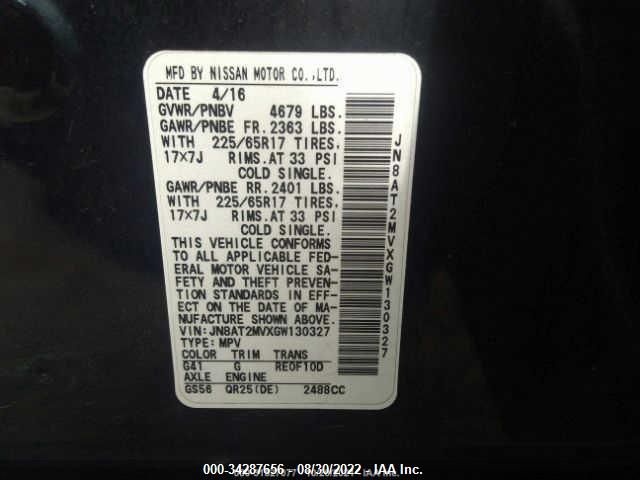 MFD BY NISSAN MOTOR CO.,LTD.
DATE 4/16
GVWR/PNBV 4679 LBS.
GAWR/PNBE FR. 2363 LBS.
WITH 225/65R17 TIRES.
17x7J RIMS.AT 33 PSI
COLD SINGLE.
GAWR/PNBE RR. 2401 LBS.
WITH 225/65R17 TIRES.
17x7J RIMS.AT 33 PSI
COLD SINGLE.
THIS VEHICLE CONFORMS
TO ALL APPLICABLE FED-
ERAL MOTOR VEHICLE SA-
FETY AND THEFT PREVEN-
TION STANDARDS IN EFF-
ECT ON THE DATE OF MA-
NUFACTURE SHOWN ABOVE.
VIN: JN8AT2MVXGW130327
TYPE: MPV
COLOR TRIM TRANS
G41 G RE0F10D
AXLE ENGINE
GS56 QR25(DE) 2488CC
JN8AT2MVXGW130327
000-34287656 - 08/30/2022 - IAA Inc.